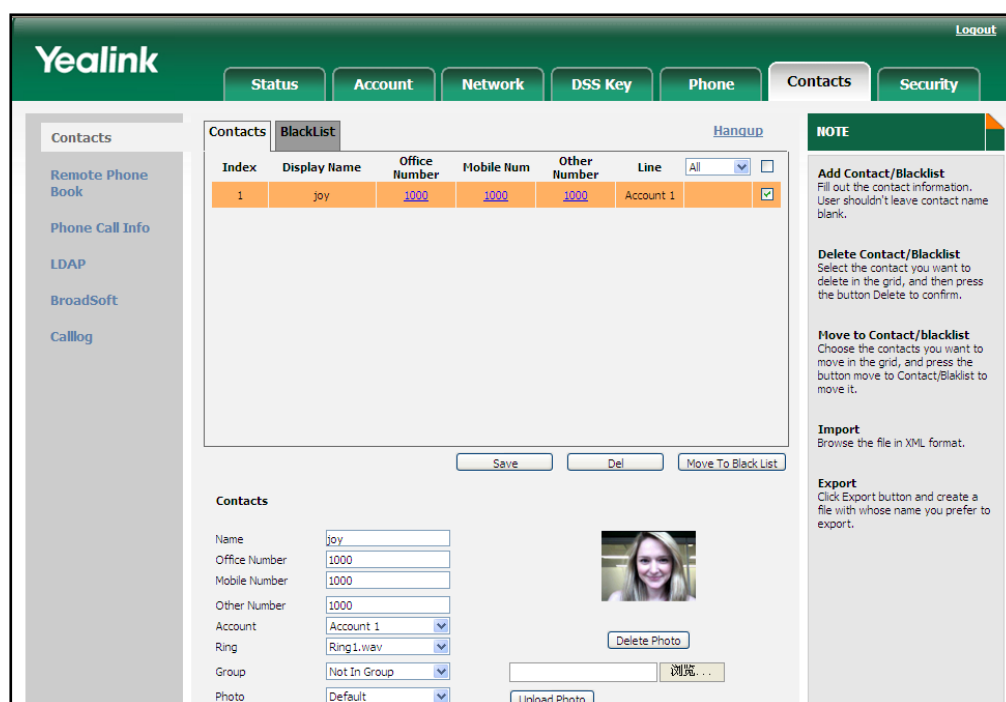 Logout
Yealink
Status Account Network DSS Key Phone Contacts Security
Contacts
Remote Phone
Book
Phone Call Info
LDAP
BroadSoft
Calllog
Contacts BlackList Hangup
Index Display Name Office Number Mobile Num Other Number Line All
1 joy 1000 1000 1000 Account 1
Save Del Move To Black List
Contacts
Name joy
Office Number 1000
Mobile Number 1000
Other Number 1000
Account Account 1
Ring Ring1.wav
Group Not In Group
Photo Default
Delete Photo
浏览...
Upload Photo
NOTE
Add Contact/Blacklist
Fill out the contact information.
User shouldn't leave contact name
blank.
Delete Contact/Blacklist
Select the contact you want to
delete in the grid, and then press
the button Delete to confirm.
Move to Contact/blacklist
Choose the contacts you want to
move in the grid, and press the
button move to Contact/Blaklist to
move it.
Import
Browse the file in XML format.
Export
Click Export button and create a
file with whose name you prefer to
export.